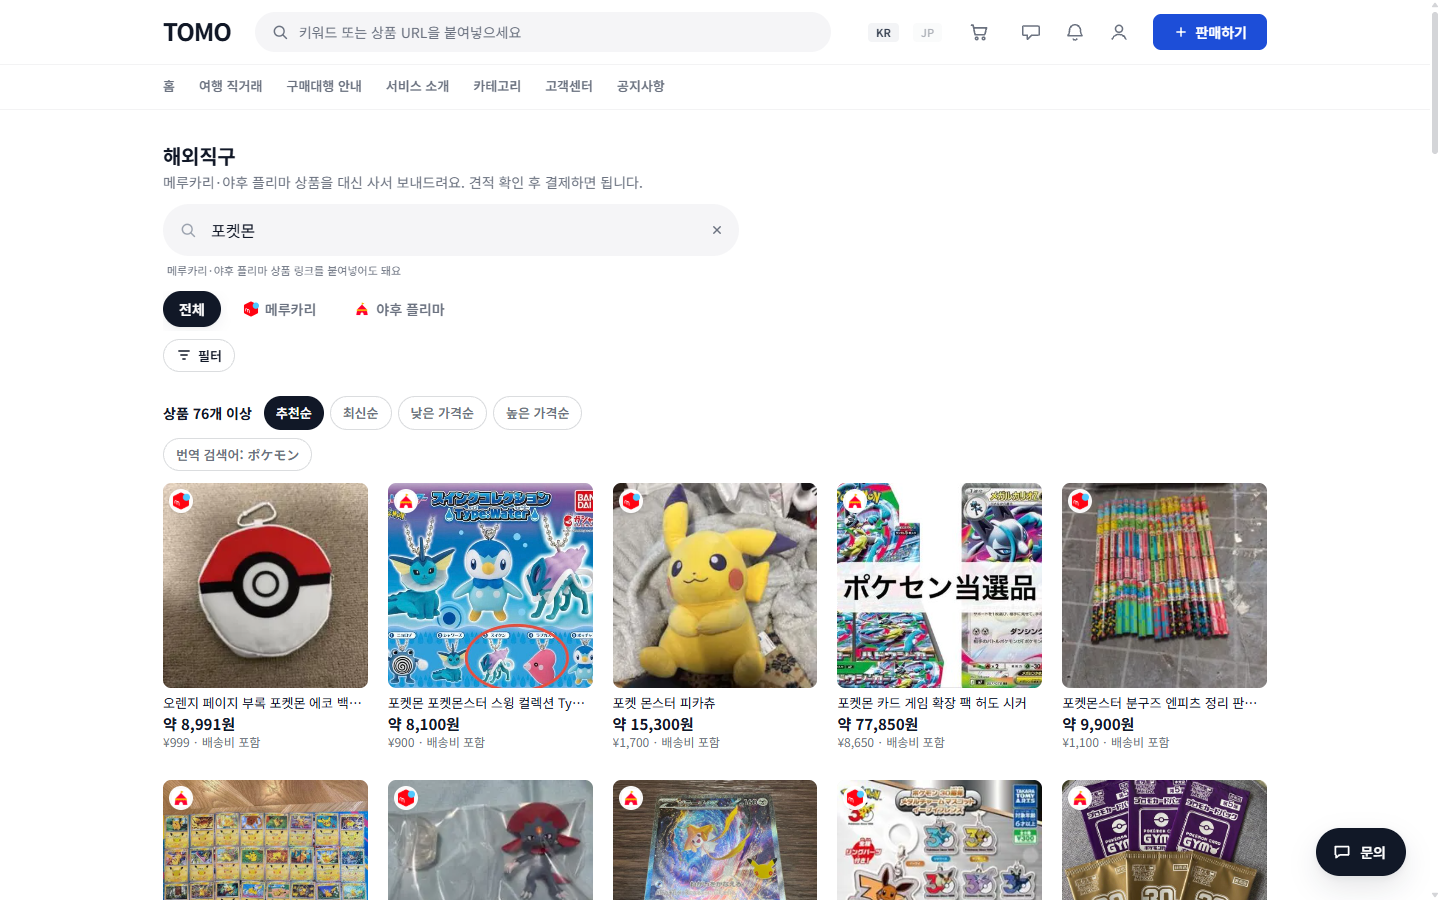 TOMO
키워드 또는 상품 URL을 붙여넣으세요
KR
JP
판매하기
홈
여행 직거래
구매대행 안내
서비스 소개
카테고리
고객센터
공지사항
해외직구
메루카리·야후 플리마 상품을 대신 사서 보내드려요. 견적 확인 후 결제하면 됩니다.
포켓몬
메루카리·야후 플리마 상품 링크를 붙여넣어도 돼요
전체
메루카리
야후 플리마
필터
상품 76개 이상
추천순
최신순
낮은 가격순
높은 가격순
번역 검색어: ポケモン
スイングコレクション
Type:Water
BAN
DAI
ポケセン当選品
오렌지 페이지 부록 포켓몬 에코 백…
약 8,991원
¥999 · 배송비 포함
포켓몬 포켓몬스터 스윙 컬렉션 Ty…
약 8,100원
¥900 · 배송비 포함
포켓 몬스터 피카츄
약 15,300원
¥1,700 · 배송비 포함
포켓몬 카드 게임 확장 팩 허도 시커
약 77,850원
¥8,650 · 배송비 포함
포켓몬스터 분구즈 엔피츠 정리 판…
약 9,900원
¥1,100 · 배송비 포함
문의